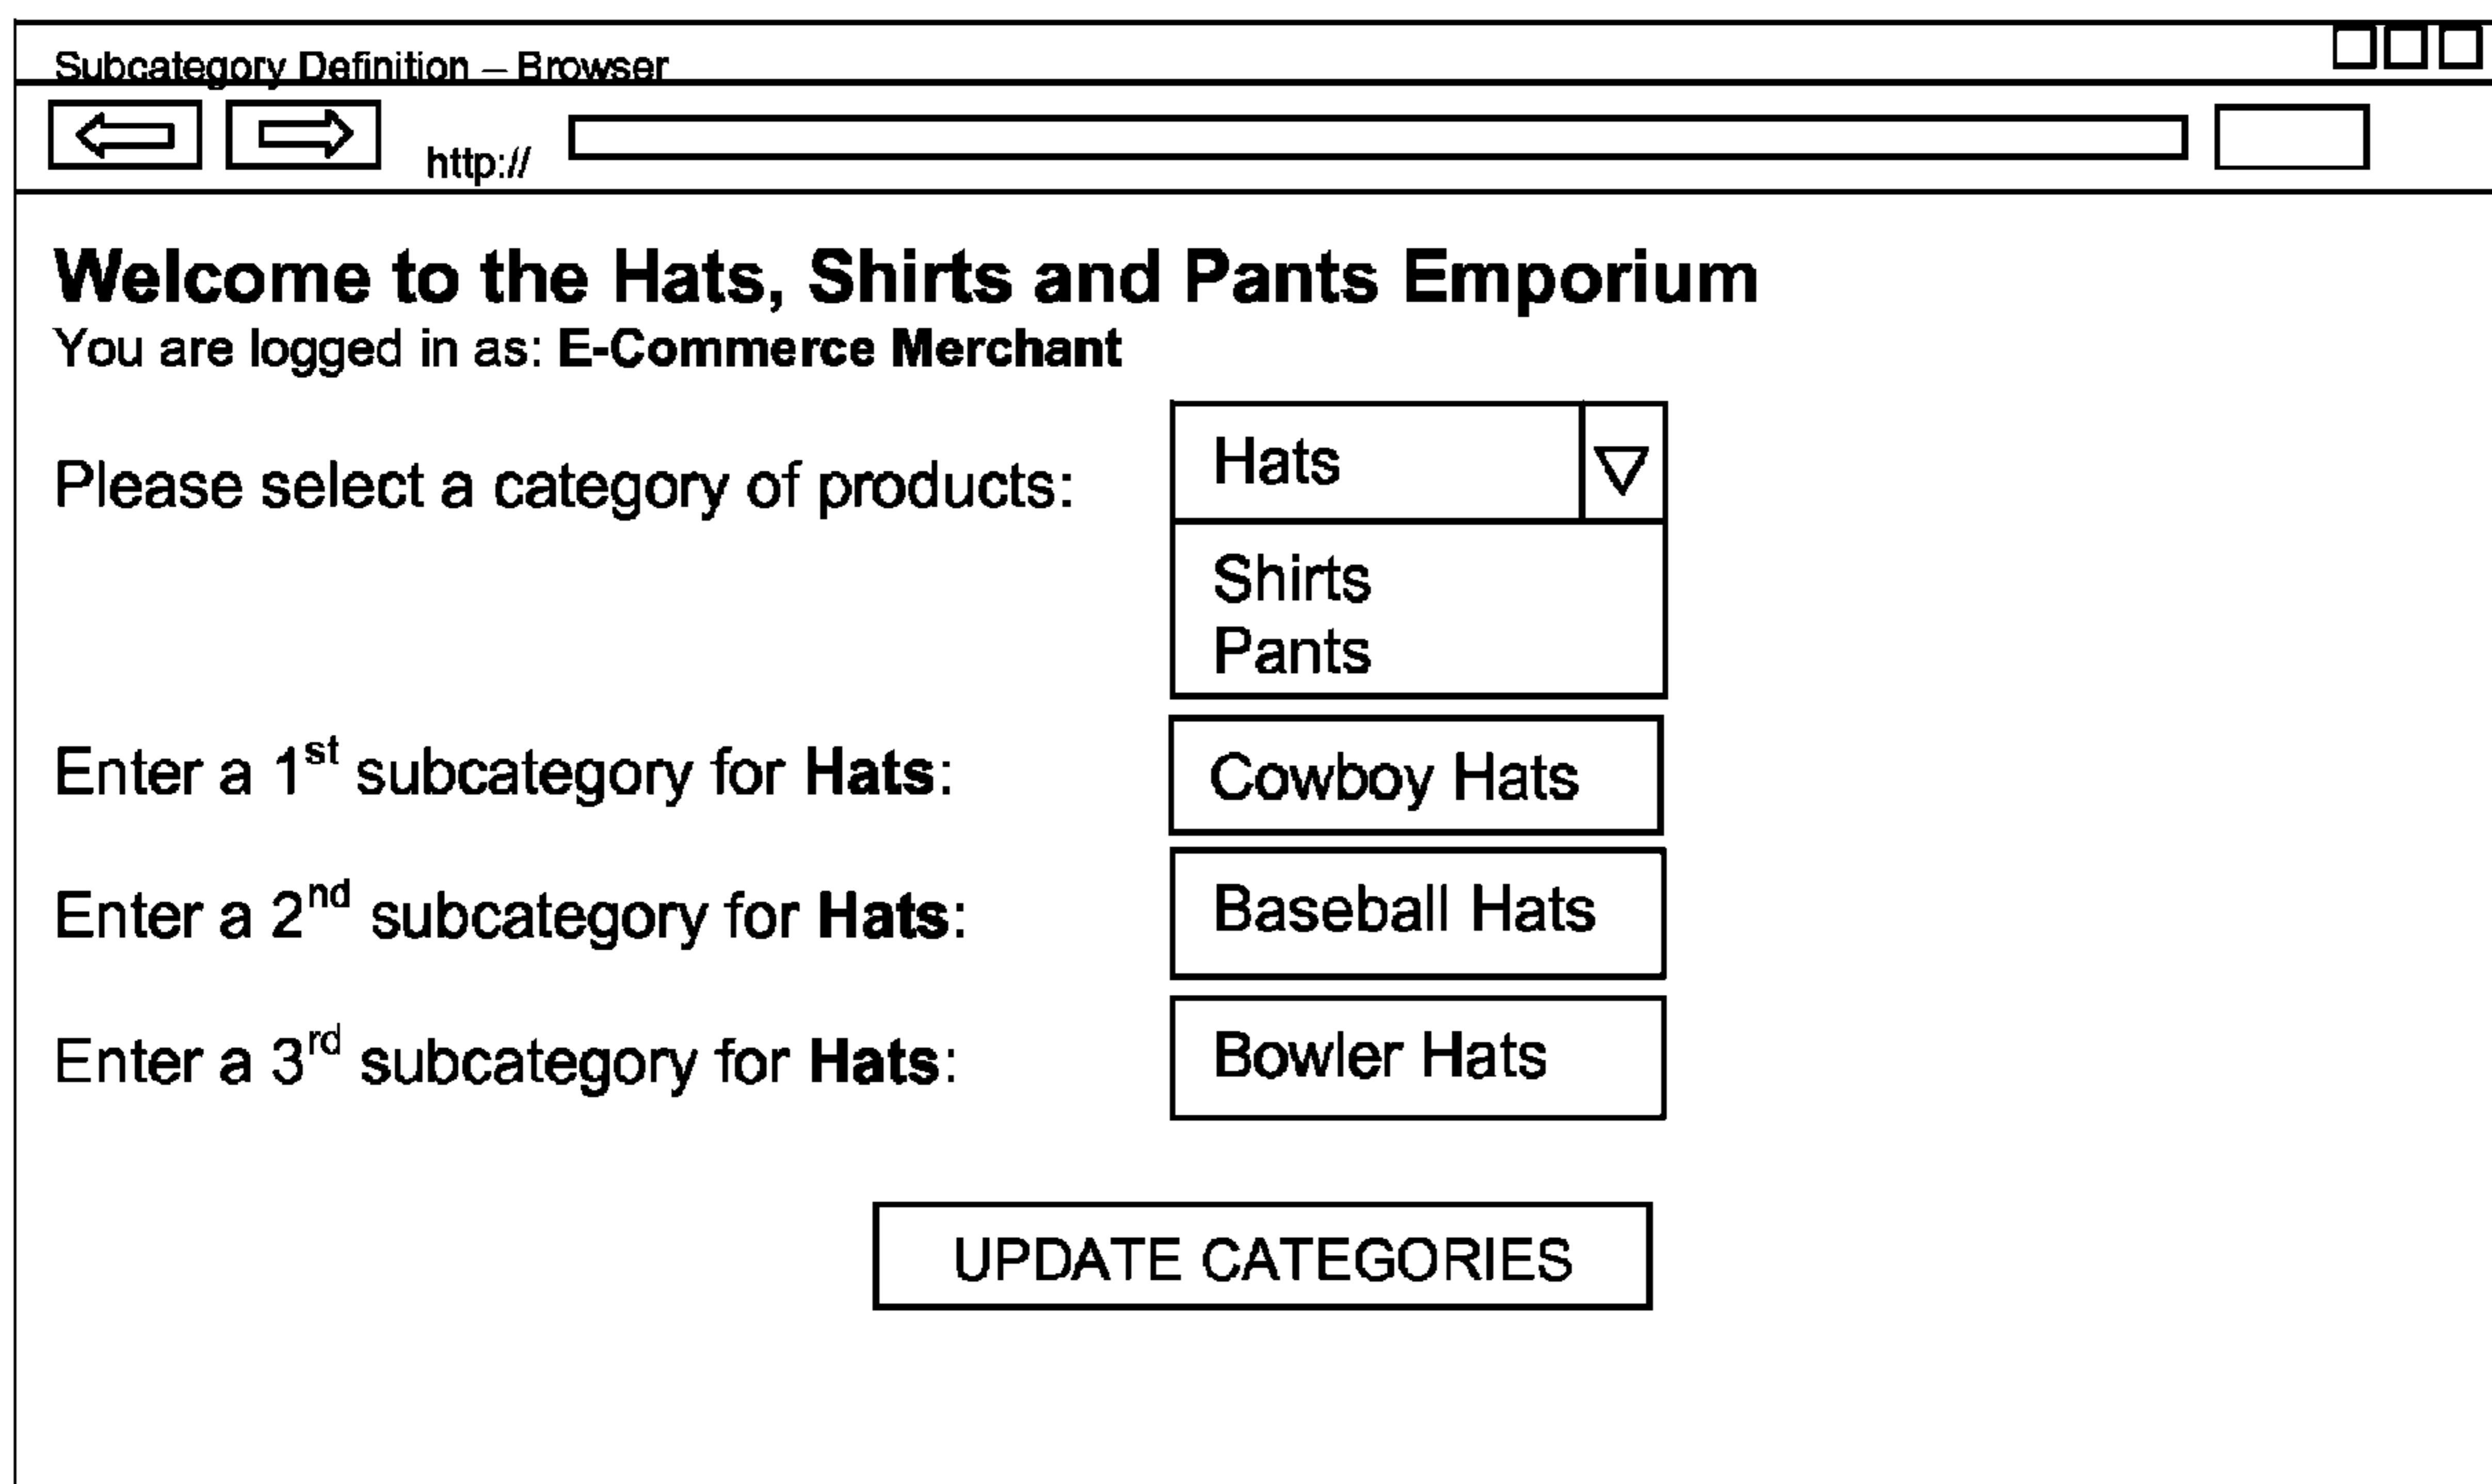 Subcategory Definition – Browser
http://
Welcome to the Hats, Shirts and Pants Emporium
You are logged in as: E-Commerce Merchant
Please select a category of products: Hats
Shirts
Pants
Enter a 1st subcategory for Hats: Cowboy Hats
Enter a 2nd subcategory for Hats: Baseball Hats
Enter a 3rd subcategory for Hats: Bowler Hats
UPDATE CATEGORIES